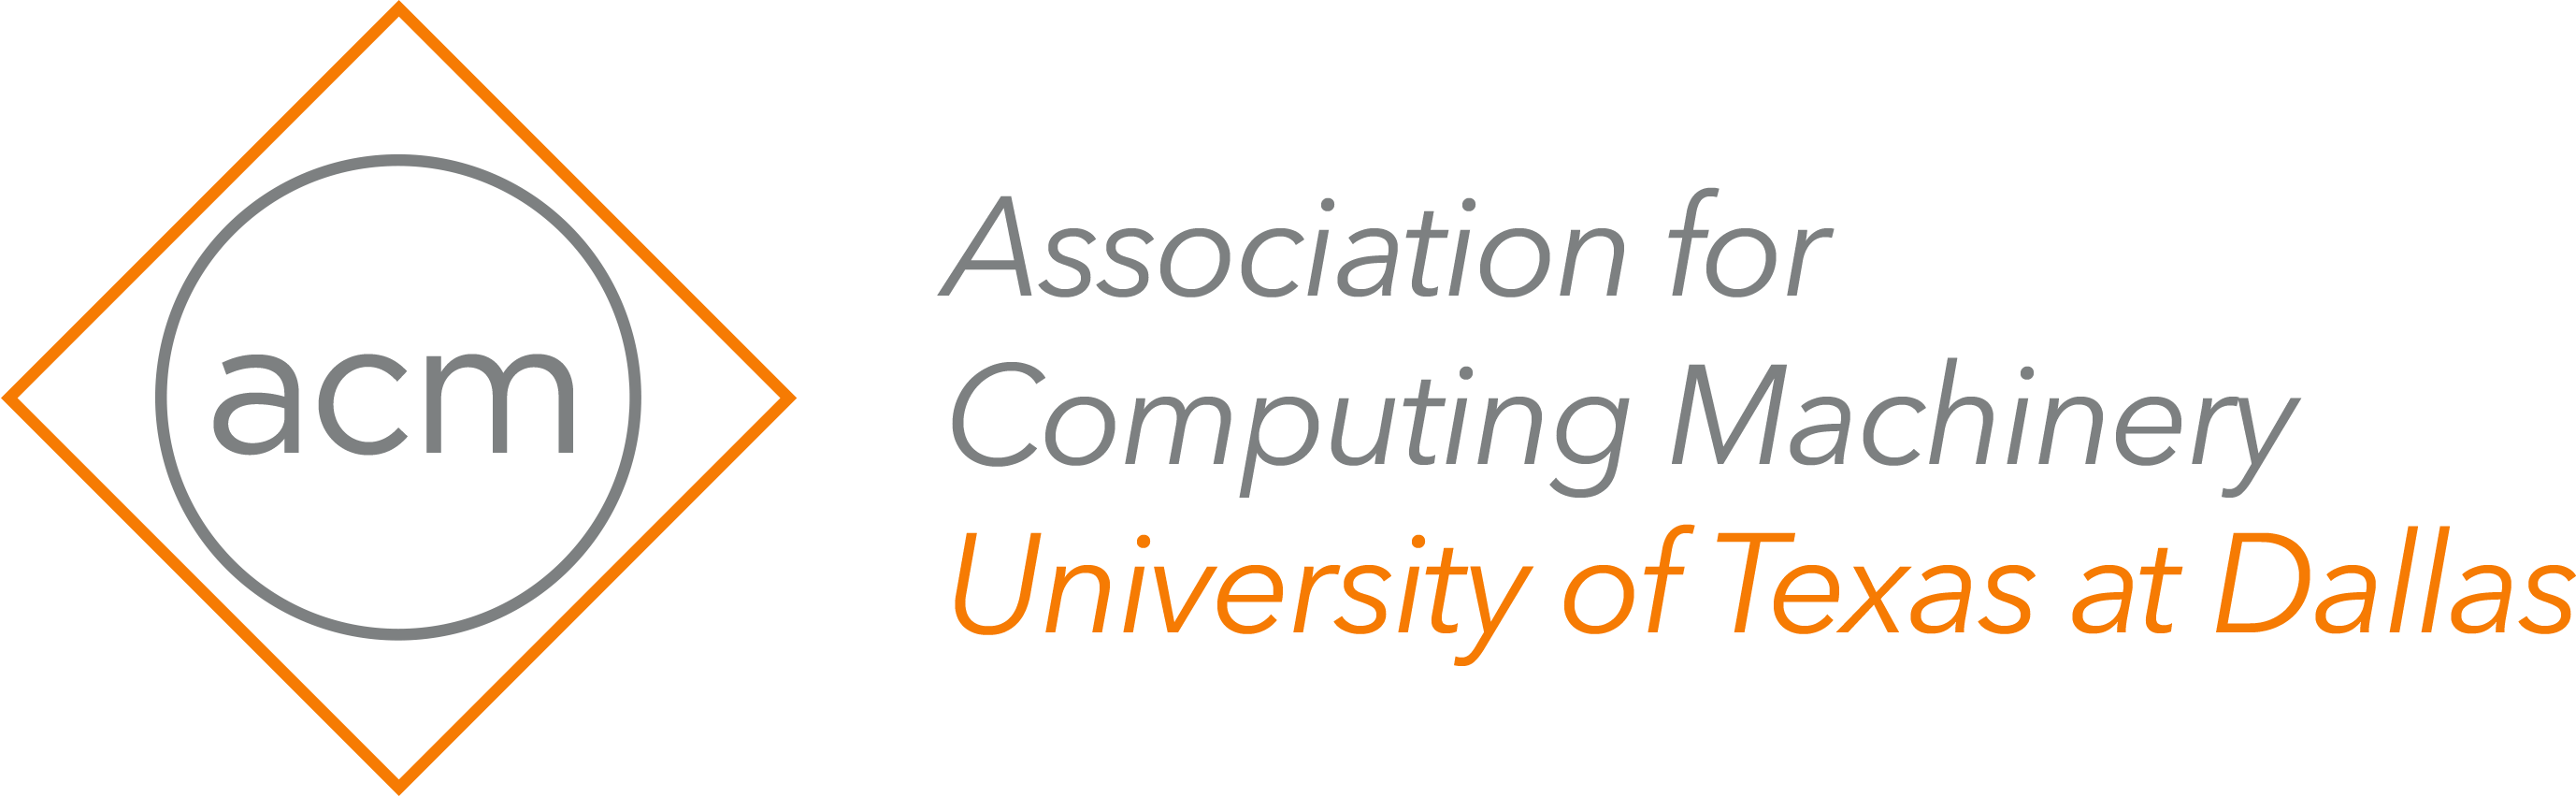 acm
Association for
Computing Machinery
University of Texas at Dallas